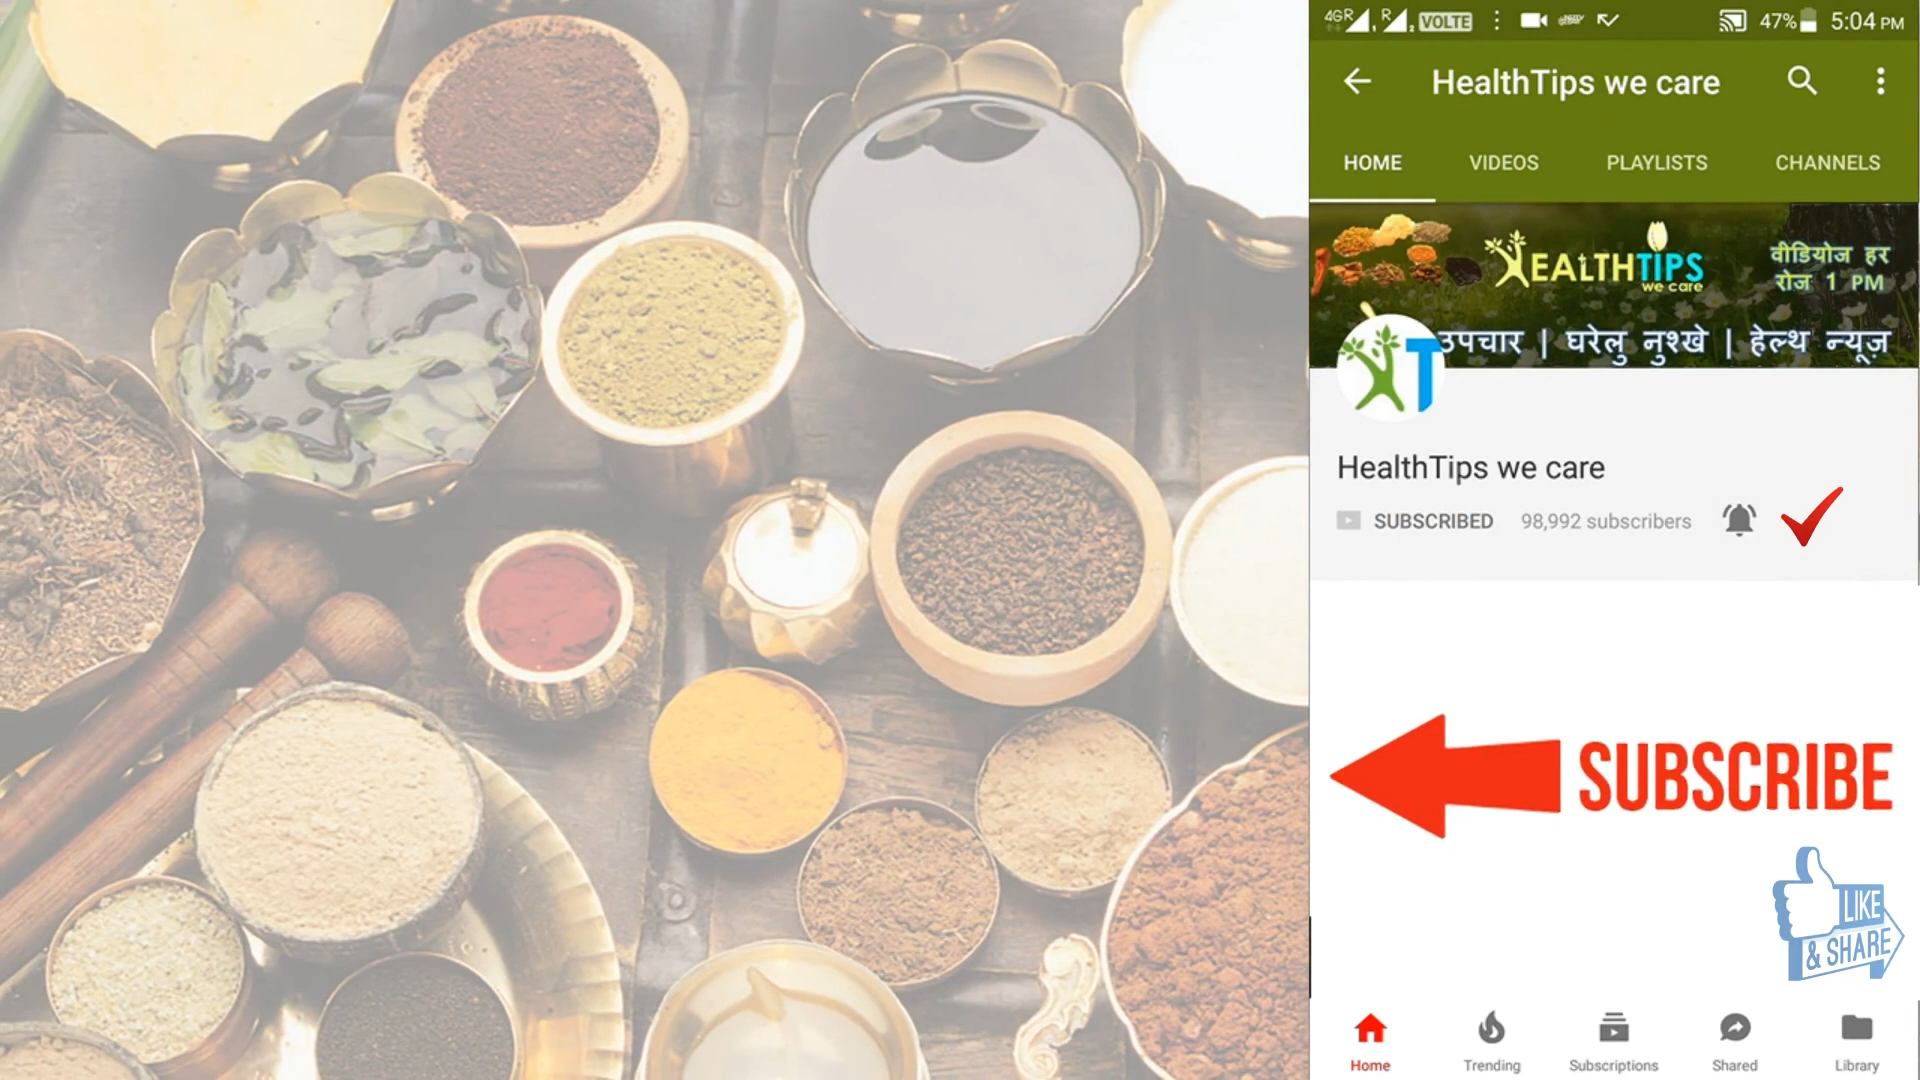 4G R R VOLTE 47% 5:04 PM
HealthTips we care
HOME VIDEOS PLAYLISTS CHANNELS
HEALTHTIPS
we care
वीडियोज हर
रोज 1 PM
उपचार | घरेलु नुश्खे | हेल्थ न्यूज़
T
HealthTips we care
SUBSCRIBED 98,992 subscribers
SUBSCRIBE
LIKE
& SHARE
Home Trending Subscriptions Shared Library